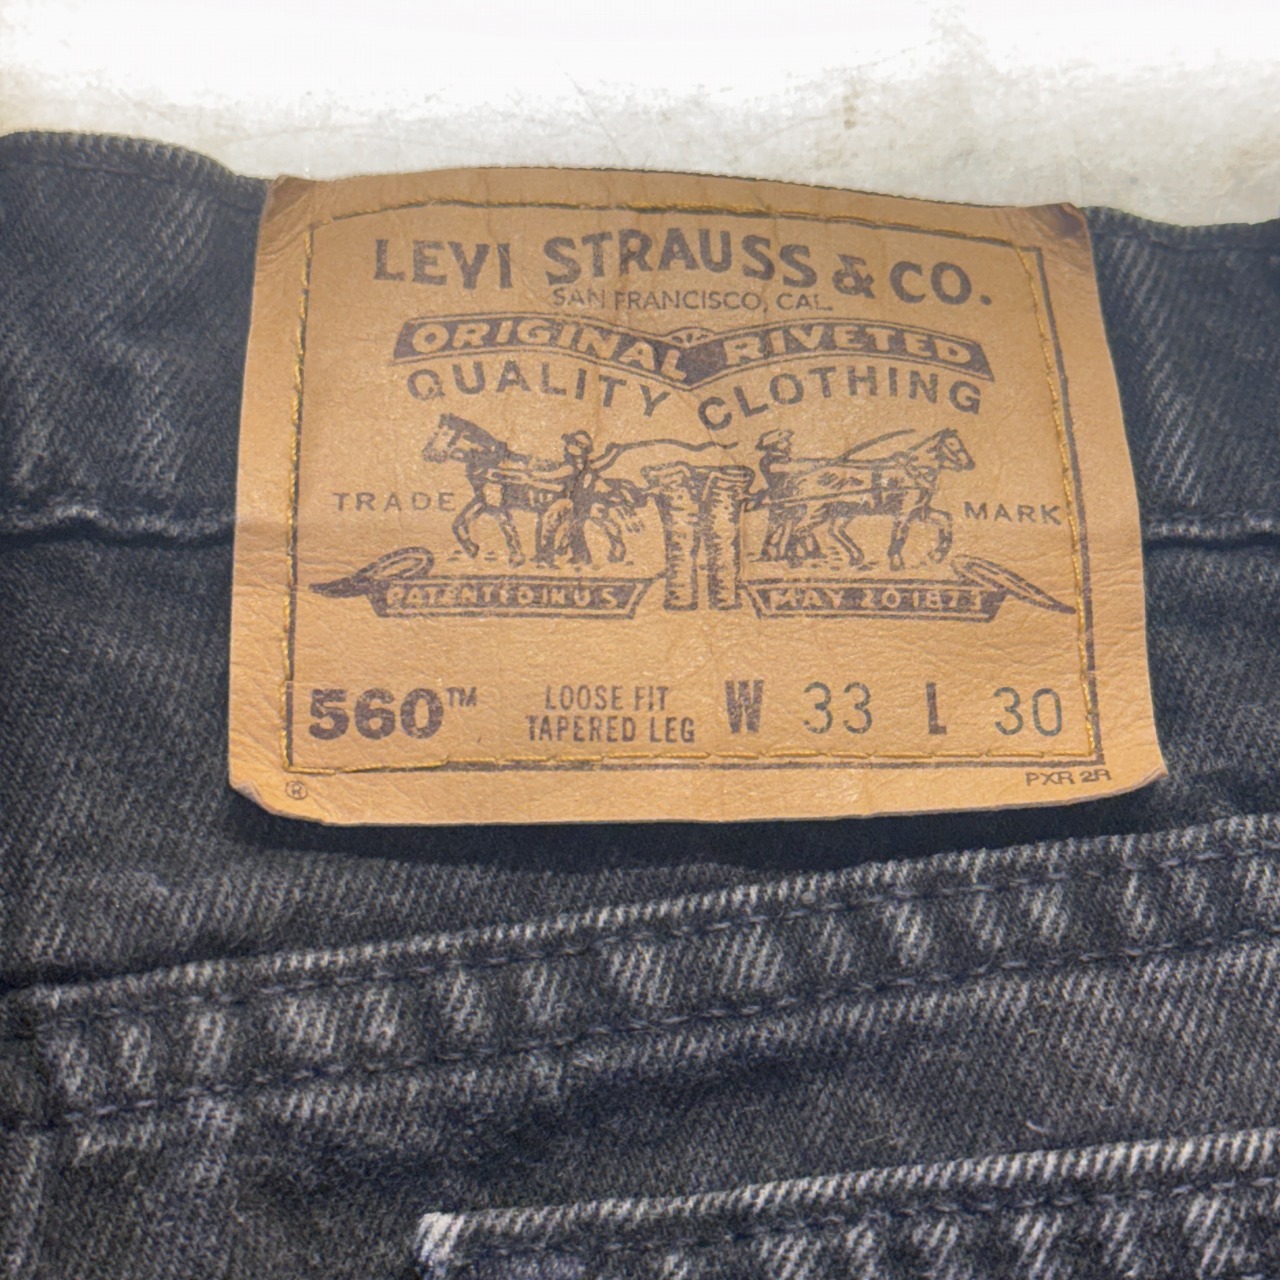 LEVI STRAUSS & CO.
SAN FRANCISCO, CAL.
ORIGINAL RIVETED
QUALITY CLOTHING
TRADE MARK
PATENTED IN U S MAY 20 1873
560™ LOOSE FIT TAPERED LEG W 33 L 30
® PXR 2R